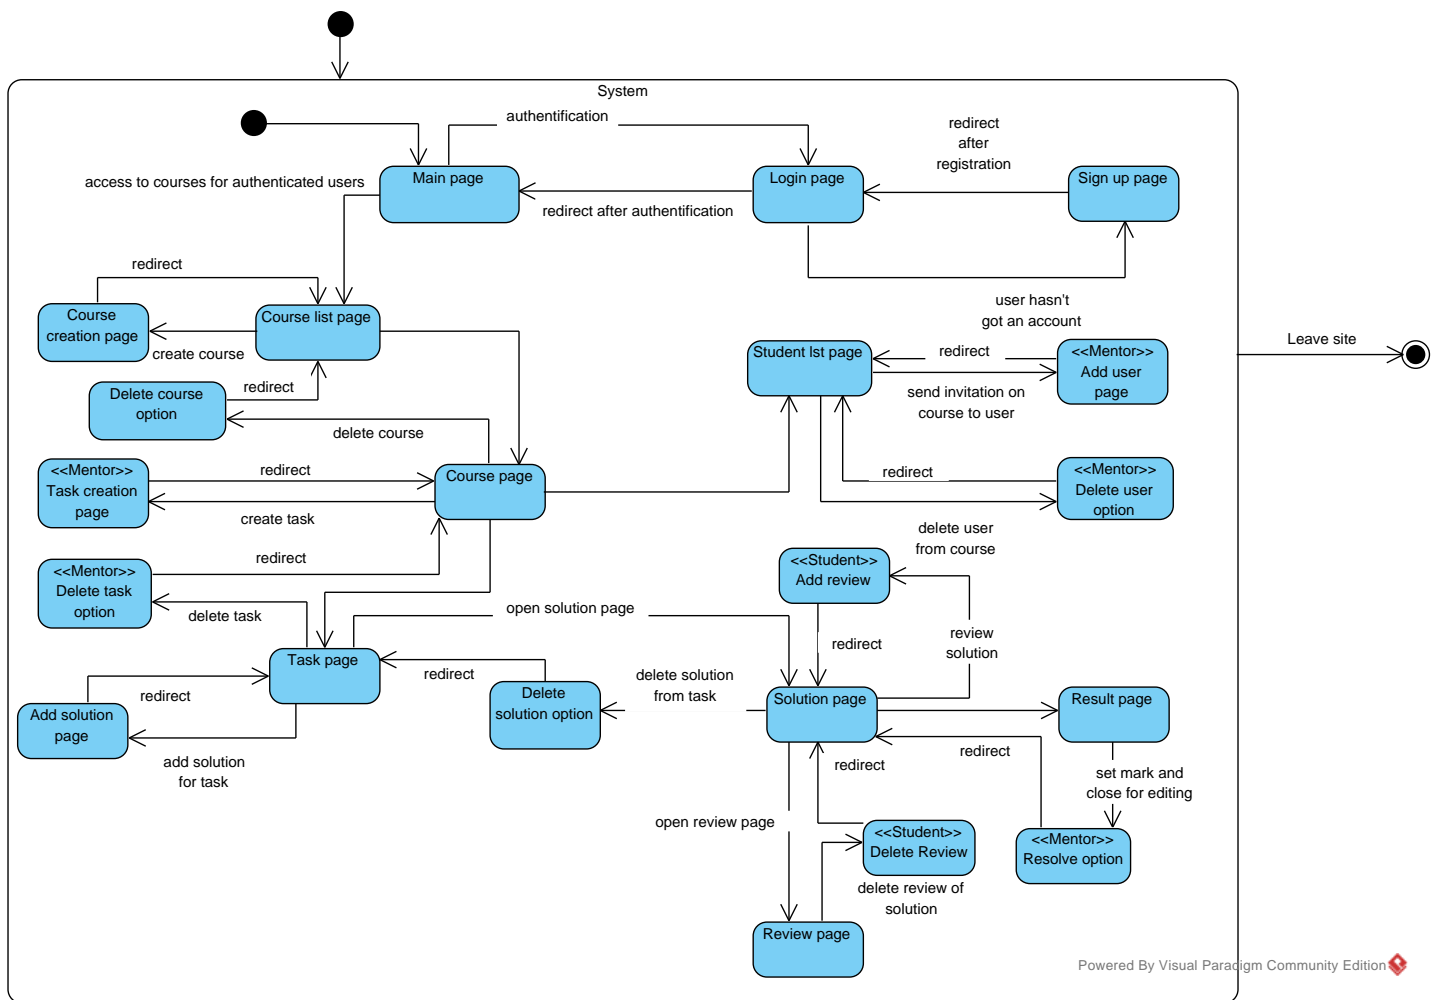 System
authentification
redirect
after
registration
access to courses for authenticated users
Main page
Login page
Sign up page
redirect after authentification
redirect
user hasn't
got an account
Course
creation page
Course list page
create course
Leave site
Student lst page
redirect
<<Mentor>>
Add user
page
send invitation on
course to user
Delete course
option
redirect
delete course
<<Mentor>>
Task creation
page
redirect
create task
Course page
redirect
<<Mentor>>
Delete user
option
delete user
from course
<<Mentor>>
Delete task
option
redirect
delete task
<<Student>>
Add review
open solution page
redirect
review
solution
Task page
redirect
redirect
delete solution
from task
Delete
solution option
Solution page
Result page
Add solution
page
add solution
for task
redirect
redirect
set mark and
close for editing
open review page
<<Student>>
Delete Review
<<Mentor>>
Resolve option
delete review of
solution
Review page
Powered By Visual Paradigm Community Edition